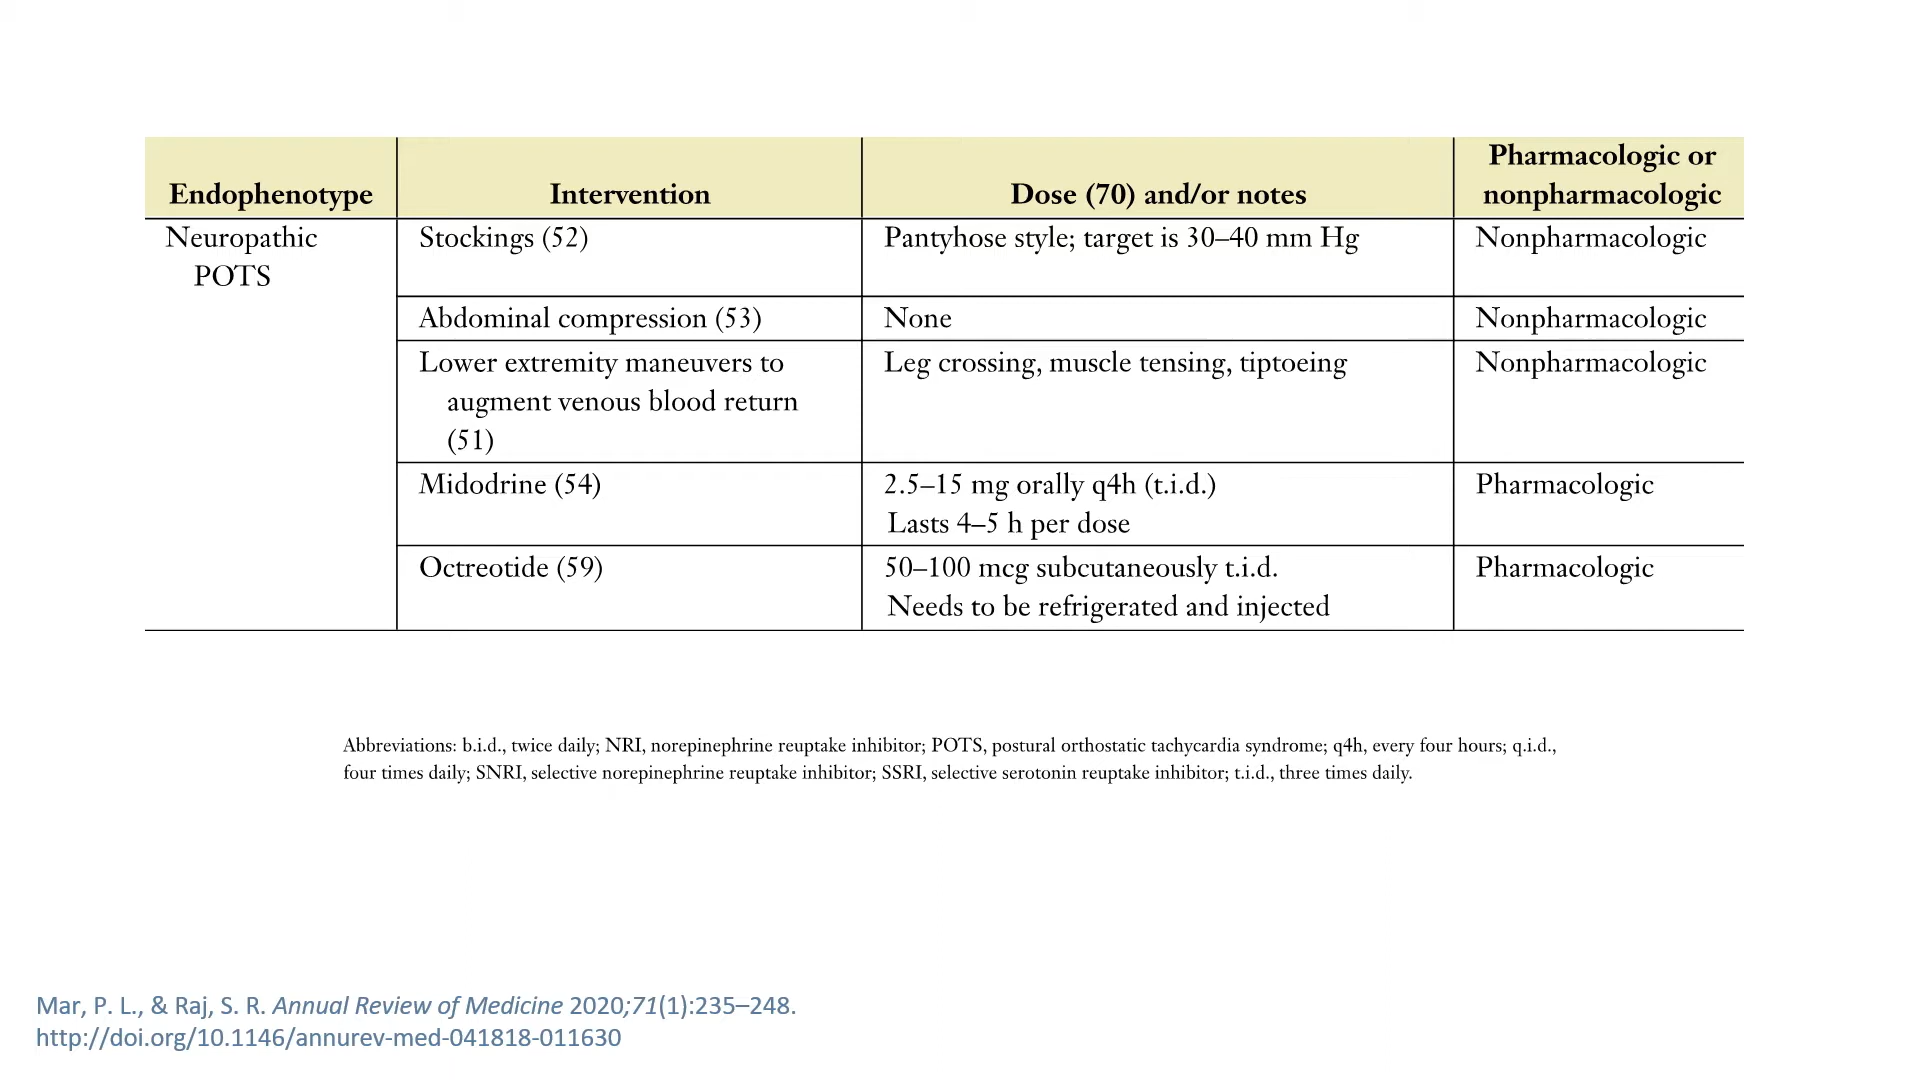 Endophenotype
Intervention
Dose (70) and/or notes
Pharmacologic or
nonpharmacologic
Neuropathic
POTS
Stockings (52)
Pantyhose style; target is 30–40 mm Hg
Nonpharmacologic
Abdominal compression (53)
None
Nonpharmacologic
Lower extremity maneuvers to
augment venous blood return
(51)
Leg crossing, muscle tensing, tiptoeing
Nonpharmacologic
Midodrine (54)
2.5–15 mg orally q4h (t.i.d.)
Lasts 4–5 h per dose
Pharmacologic
Octreotide (59)
50–100 mcg subcutaneously t.i.d.
Needs to be refrigerated and injected
Pharmacologic
Abbreviations: b.i.d., twice daily; NRI, norepinephrine reuptake inhibitor; POTS, postural orthostatic tachycardia syndrome; q4h, every four hours; q.i.d.,
four times daily; SNRI, selective norepinephrine reuptake inhibitor; SSRI, selective serotonin reuptake inhibitor; t.i.d., three times daily.
Mar, P. L., & Raj, S. R. Annual Review of Medicine 2020;71(1):235–248.
http://doi.org/10.1146/annurev-med-041818-011630